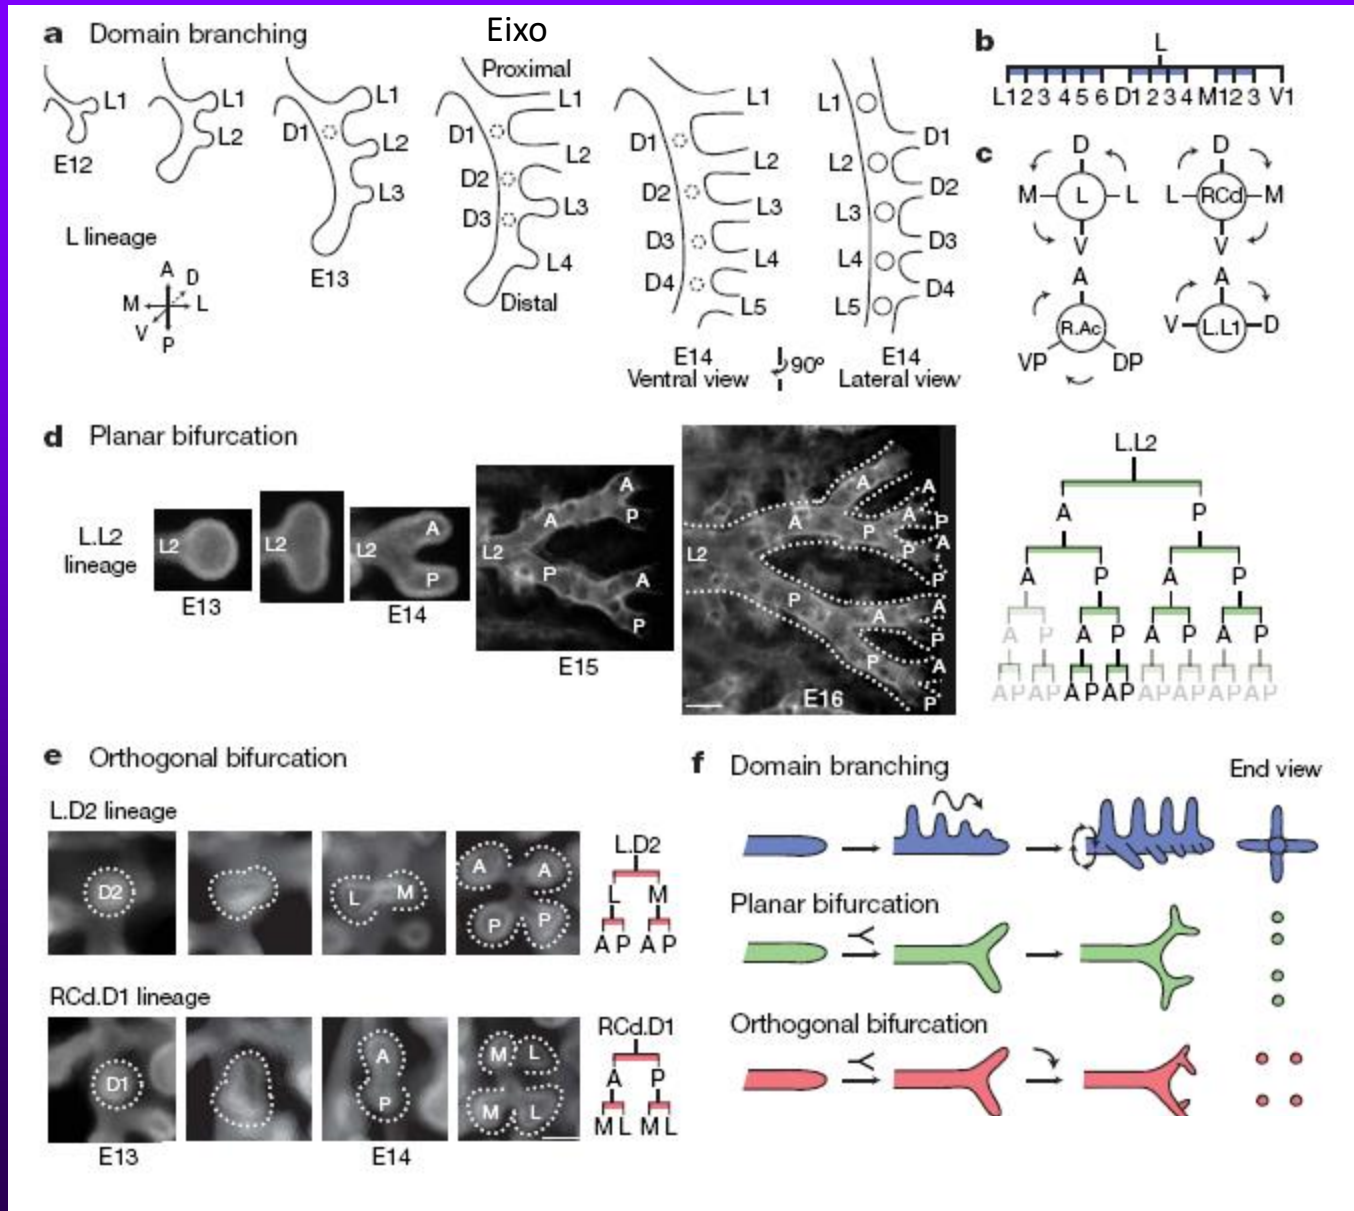 Eixo
a Domain branching
Proximal
L1
E12
L1
L2
D1
L1
L2
L3
E13
D1
D2
D3
L1
L2
L3
L4
Distal
D1
D2
D3
D4
L1
L2
L3
L4
L5
E14
Ventral view
90º
L1
L2
L3
L4
L5
D1
D2
D3
D4
E14
Lateral view
L lineage
A
D
M
L
V
P
b
L
L1 2 3 4 5 6 D1 2 3 4 M1 2 3 V1
c
D
M L L
V
D
L RCd M
V
A
R.Ac
VP DP
A
V L.L1 D
d Planar bifurcation
L.L2
lineage
L2
E13
L2
L2
A
P
E14
L2
A
P
A
P
A
P
E15
L2
A
P
A
P
A
P
A
P
A
P
A
P
A
P
A
P
E16
L.L2
A P
A P A P
A P A P A P A P
A P A P A P A P A P A P A P A P
e Orthogonal bifurcation
L.D2 lineage
D2
L M
A A
P P
L.D2
L M
A P A P
RCd.D1 lineage
D1
A
P
M L
M L
RCd.D1
A P
M L M L
E13 E14
f Domain branching
End view
Planar bifurcation
Orthogonal bifurcation